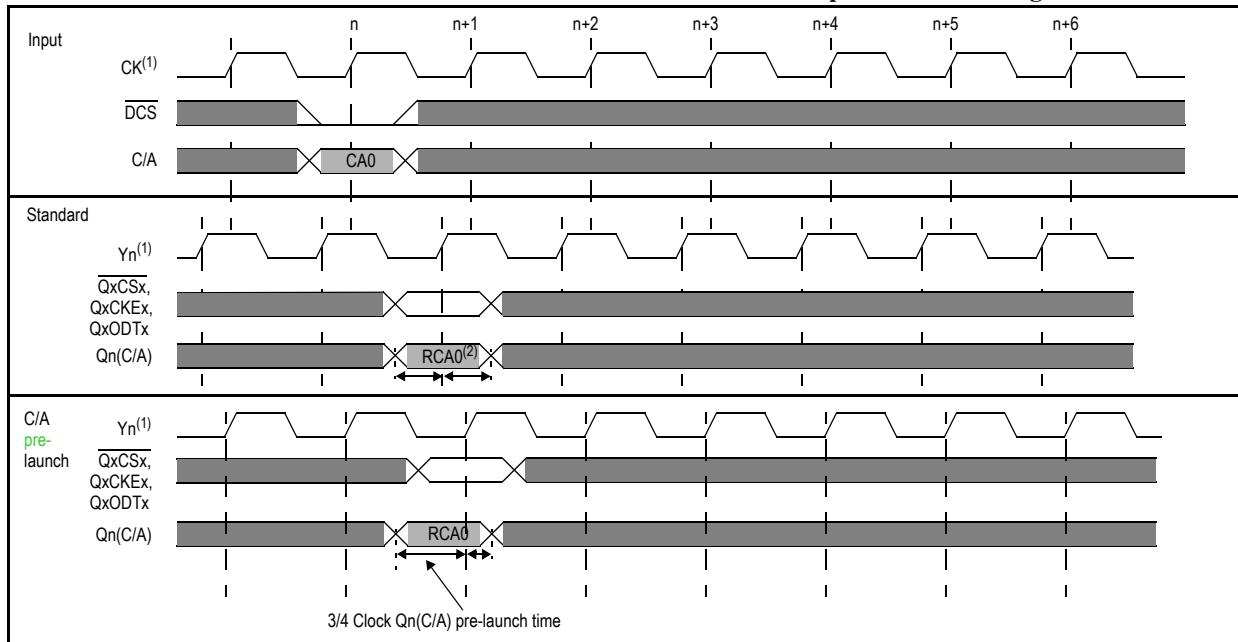 n n+1 n+2 n+3 n+4 n+5 n+6
Input
CK(1)
DCS
C/A
CA0
Standard
Yn(1)
QxCSx,
QxCKEx,
QxODTx
Qn(C/A)
RCA0(2)
C/A
pre-
launch
Yn(1)
QxCSx,
QxCKEx,
QxODTx
Qn(C/A)
RCA0
3/4 Clock Qn(C/A) pre-launch time